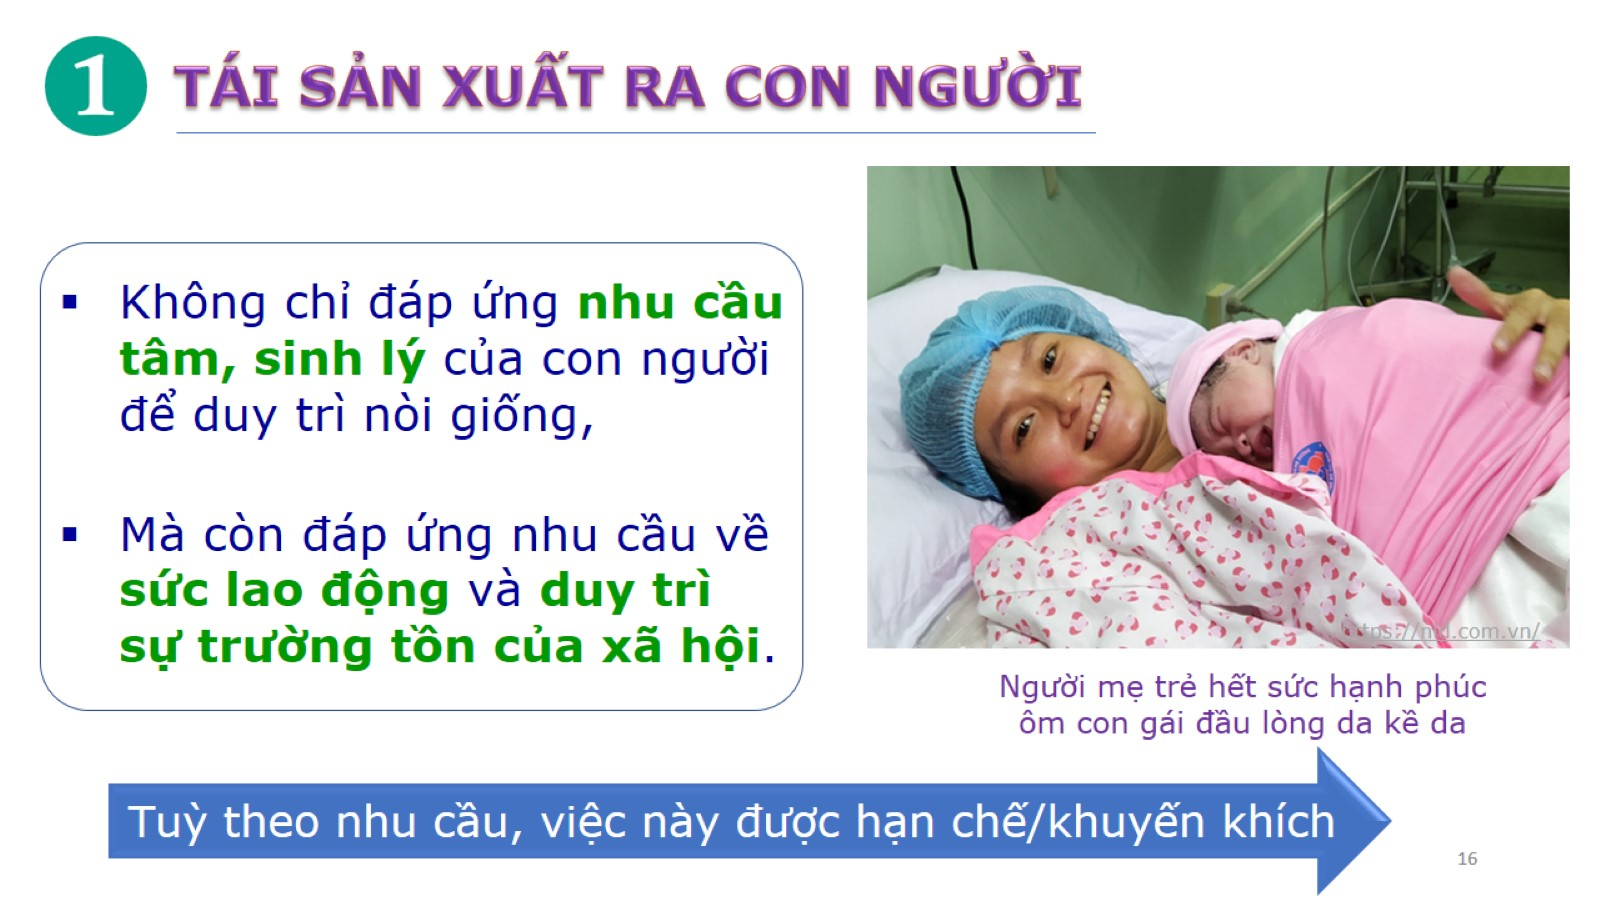 1
TÁI SẢN XUẤT RA CON NGƯỜI
▪ Không chỉ đáp ứng nhu cầu
tâm, sinh lý của con người
để duy trì nòi giống,
▪ Mà còn đáp ứng nhu cầu về
sức lao động và duy trì
sự trường tồn của xã hội.
.com.vn/
Người mẹ trẻ hết sức hạnh phúc
ôm con gái đầu lòng da kề da
Tuỳ theo nhu cầu, việc này được hạn chế/khuyến khích
16